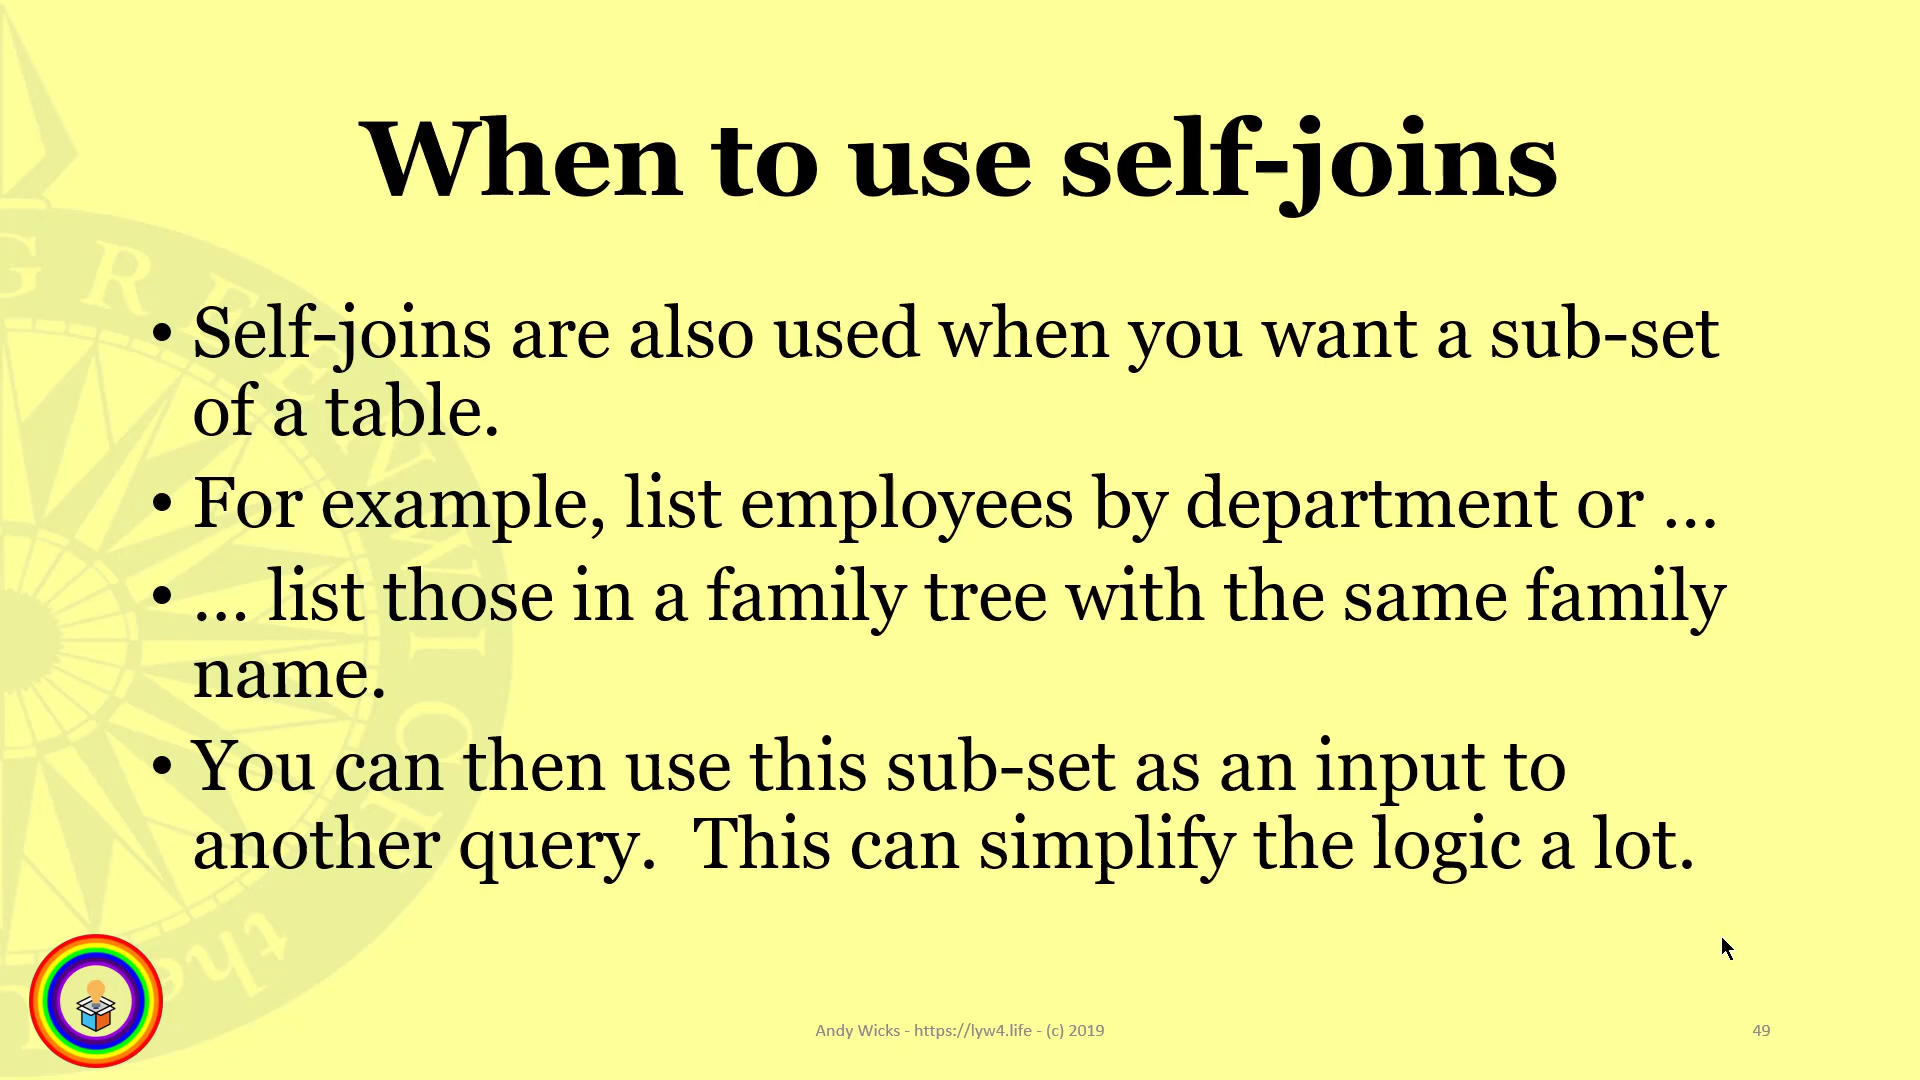 When to use self-joins
• Self-joins are also used when you want a sub-set
of a table.
• For example, list employees by department or …
• … list those in a family tree with the same family
name.
• You can then use this sub-set as an input to
another query.  This can simplify the logic a lot.
GREENWICH
the
Andy Wicks - https://lyw4.life - (c) 2019
49